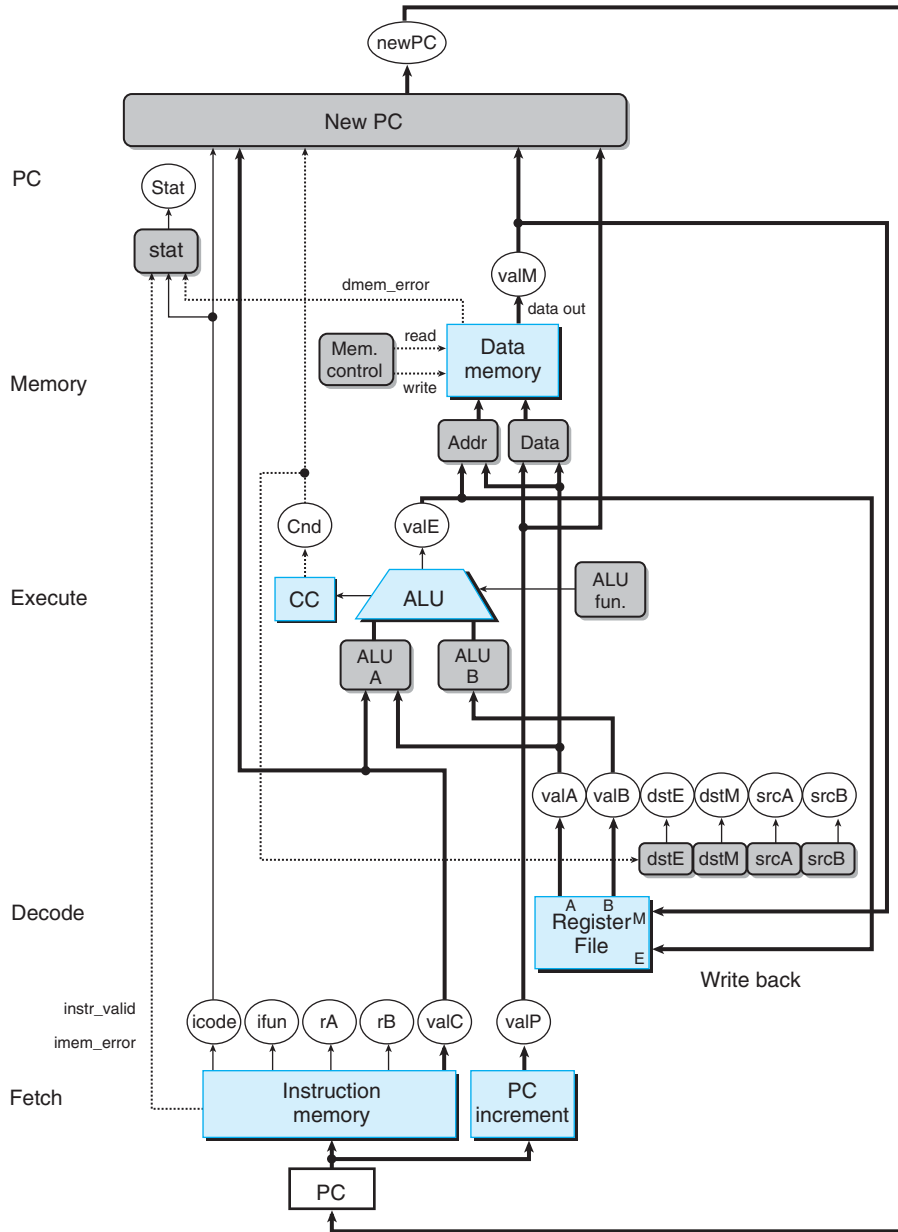 newPC
New PC
PC
Stat
stat
valM
dmem_error
data out
read
Mem.
control
write
Data
memory
Memory
Addr
Data
Cnd
valE
Execute
CC
ALU
ALU
fun.
ALU
A
ALU
B
valA
valB
dstE
dstM
srcA
srcB
dstE
dstM
srcA
srcB
Decode
A
B
Register
File
M
E
Write back
instr_valid
imem_error
icode
ifun
rA
rB
valC
valP
Fetch
Instruction
memory
PC
increment
PC